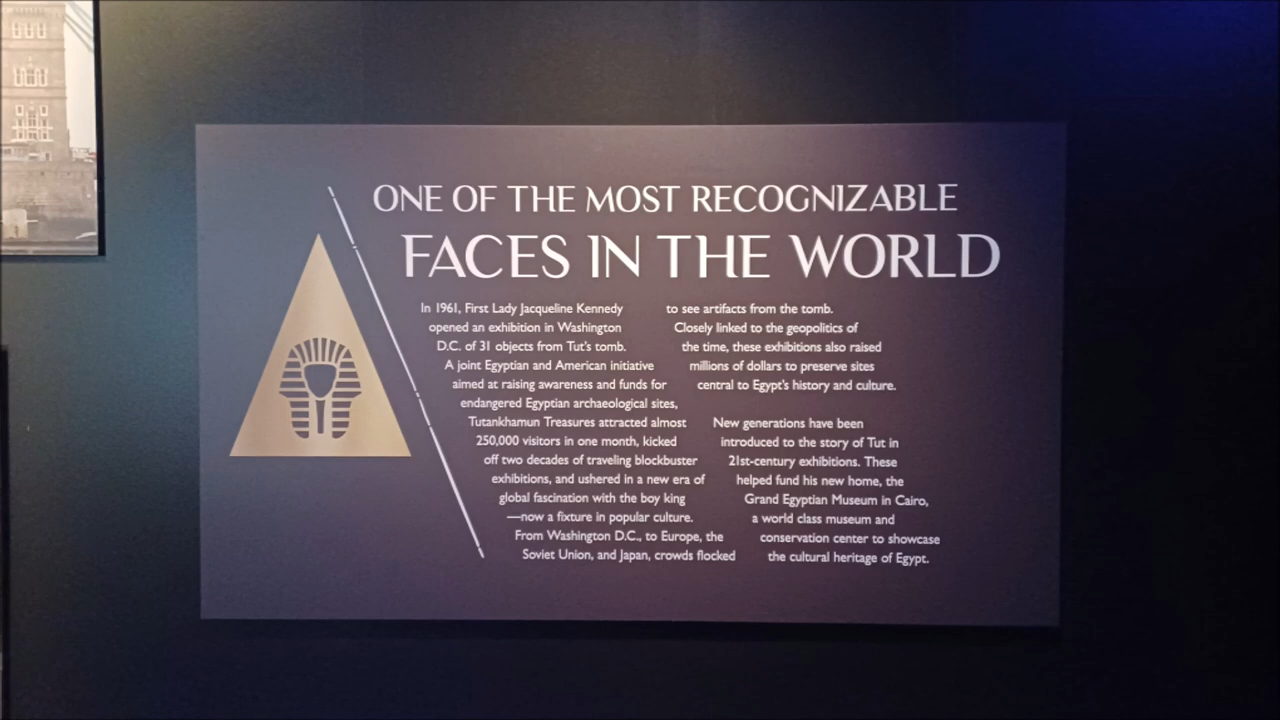 ONE OF THE MOST RECOGNIZABLE
FACES IN THE WORLD
In 1961, First Lady Jacqueline Kennedy
opened an exhibition in Washington
D.C. of 31 objects from Tut's tomb.
A joint Egyptian and American initiative
aimed at raising awareness and funds for
endangered Egyptian archaeological sites,
Tutankhamun Treasures attracted almost
250,000 visitors in one month, kicked
off two decades of traveling blockbuster
exhibitions, and ushered in a new era of
global fascination with the boy king
—now a fixture in popular culture.
From Washington D.C., to Europe, the
Soviet Union, and Japan, crowds flocked
to see artifacts from the tomb.
Closely linked to the geopolitics of
the time, these exhibitions also raised
millions of dollars to preserve sites
central to Egypt's history and culture.
New generations have been
introduced to the story of Tut in
21st-century exhibitions. These
helped fund his new home, the
Grand Egyptian Museum in Cairo,
a world class museum and
conservation center to showcase
the cultural heritage of Egypt.